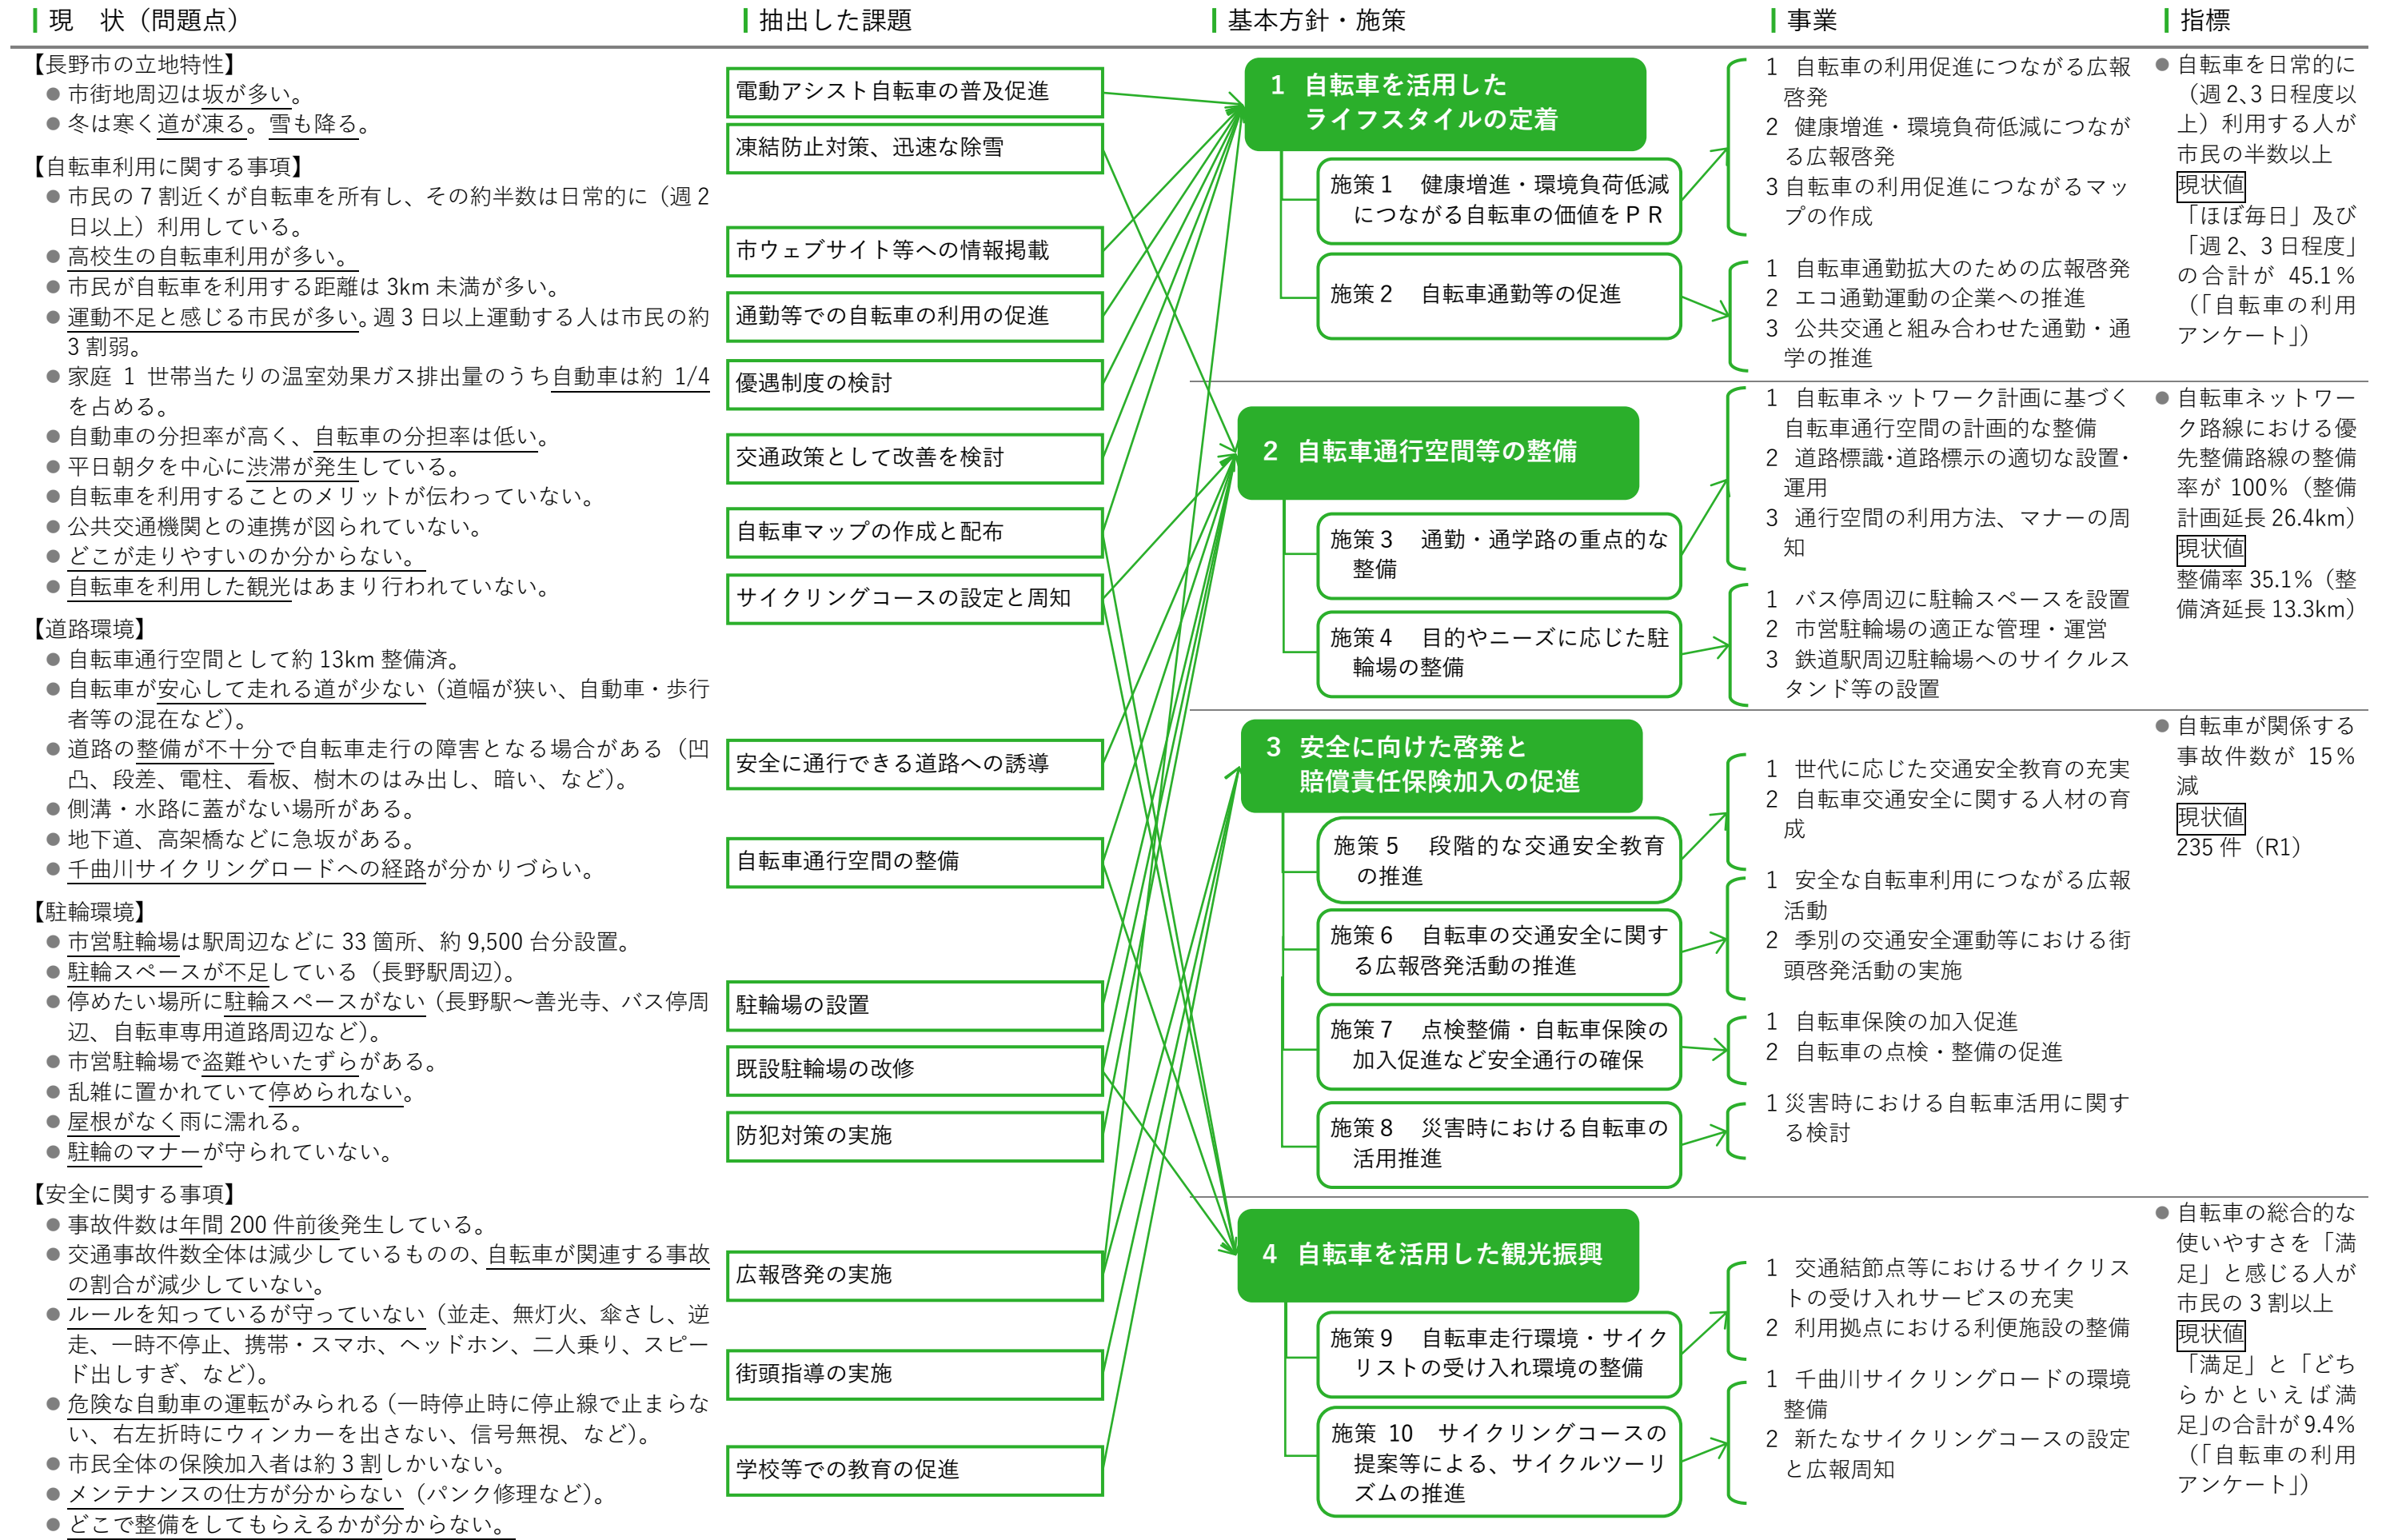 現　状（問題点）
抽出した課題
基本方針・施策
事業
指標
【長野市の立地特性】
●市街地周辺は坂が多い。
●冬は寒く道が凍る。雪も降る。
【自転車利用に関する事項】
●市民の 7 割近くが自転車を所有し、その約半数は日常的に（週 2
日以上）利用している。
●高校生の自転車利用が多い。
●市民が自転車を利用する距離は 3km 未満が多い。
●運動不足と感じる市民が多い。週 3 日以上運動する人は市民の約
3 割弱。
●家庭 1 世帯当たりの温室効果ガス排出量のうち自動車は約 1/4
を占める。
●自動車の分担率が高く、自転車の分担率は低い。
●平日朝夕を中心に渋滞が発生している。
●自転車を利用することのメリットが伝わっていない。
●公共交通機関との連携が図られていない。
●どこが走りやすいのか分からない。
●自転車を利用した観光はあまり行われていない。
【道路環境】
●自転車通行空間として約 13km 整備済。
●自転車が安心して走れる道が少ない（道幅が狭い、自動車・歩行
者等の混在など）。
●道路の整備が不十分で自転車走行の障害となる場合がある（凹
凸、段差、電柱、看板、樹木のはみ出し、暗い、など）。
●側溝・水路に蓋がない場所がある。
●地下道、高架橋などに急坂がある。
●千曲川サイクリングロードへの経路が分かりづらい。
【駐輪環境】
●市営駐輪場は駅周辺などに 33 箇所、約 9,500 台分設置。
●駐輪スペースが不足している（長野駅周辺）。
●停めたい場所に駐輪スペースがない（長野駅～善光寺、バス停周
辺、自転車専用道路周辺など）。
●市営駐輪場で盗難やいたずらがある。
●乱雑に置かれていて停められない。
●屋根がなく雨に濡れる。
●駐輪のマナーが守られていない。
【安全に関する事項】
●事故件数は年間 200 件前後発生している。
●交通事故件数全体は減少しているものの、自転車が関連する事故
の割合が減少していない。
●ルールを知っているが守っていない（並走、無灯火、傘さし、逆
走、一時不停止、携帯・スマホ、ヘッドホン、二人乗り、スピー
ド出しすぎ、など）。
●危険な自動車の運転がみられる（一時停止時に停止線で止まらな
い、右左折時にウィンカーを出さない、信号無視、など）。
●市民全体の保険加入者は約 3 割しかいない。
●メンテナンスの仕方が分からない（パンク修理など）。
●どこで整備をしてもらえるかが分からない。
電動アシスト自転車の普及促進
凍結防止対策、迅速な除雪
市ウェブサイト等への情報掲載
通勤等での自転車の利用の促進
優遇制度の検討
交通政策として改善を検討
自転車マップの作成と配布
サイクリングコースの設定と周知
安全に通行できる道路への誘導
自転車通行空間の整備
駐輪場の設置
既設駐輪場の改修
防犯対策の実施
広報啓発の実施
街頭指導の実施
学校等での教育の促進
1 自転車を活用した
ライフスタイルの定着
施策 1　健康増進・環境負荷低減
につながる自転車の価値をＰＲ
施策 2　自転車通勤等の促進
2 自転車通行空間等の整備
施策 3　通勤・通学路の重点的な
整備
施策 4　目的やニーズに応じた駐
輪場の整備
3 安全に向けた啓発と
賠償責任保険加入の促進
施策 5　段階的な交通安全教育
の推進
施策 6　自転車の交通安全に関す
る広報啓発活動の推進
施策 7　点検整備・自転車保険の
加入促進など安全通行の確保
施策 8　災害時における自転車の
活用推進
4 自転車を活用した観光振興
施策 9　自転車走行環境・サイク
リストの受け入れ環境の整備
施策 10　サイクリングコースの
提案等による、サイクルツーリ
ズムの推進
1 自転車の利用促進につながる広報
啓発
2 健康増進・環境負荷低減につなが
る広報啓発
3 自転車の利用促進につながるマッ
プの作成
1 自転車通勤拡大のための広報啓発
2 エコ通勤運動の企業への推進
3 公共交通と組み合わせた通勤・通
学の推進
1 自転車ネットワーク計画に基づく
自転車通行空間の計画的な整備
2 道路標識・道路標示の適切な設置・
運用
3 通行空間の利用方法、マナーの周
知
1 バス停周辺に駐輪スペースを設置
2 市営駐輪場の適正な管理・運営
3 鉄道駅周辺駐輪場へのサイクルス
タンド等の設置
1 世代に応じた交通安全教育の充実
2 自転車交通安全に関する人材の育
成
1 安全な自転車利用につながる広報
活動
2 季別の交通安全運動等における街
頭啓発活動の実施
1 自転車保険の加入促進
2 自転車の点検・整備の促進
1 災害時における自転車活用に関す
る検討
1 交通結節点等におけるサイクリス
トの受け入れサービスの充実
2 利用拠点における利便施設の整備
1 千曲川サイクリングロードの環境
整備
2 新たなサイクリングコースの設定
と広報周知
●自転車を日常的に
（週 2、3 日程度以
上）利用する人が
市民の半数以上
現状値
「ほぼ毎日」及び
「週 2、3 日程度」
の合計が 45.1％
（「自転車の利用
アンケート」）
●自転車ネットワー
ク路線における優
先整備路線の整備
率が 100％（整備
計画延長 26.4km）
現状値
整備率 35.1％（整
備済延長 13.3km）
●自転車が関係する
事故件数が 15％
減
現状値
235 件（R1）
●自転車の総合的な
使いやすさを「満
足」と感じる人が
市民の 3 割以上
現状値
「満足」と「どち
らかといえば満
足」の合計が 9.4％
（「自転車の利用
アンケート」）